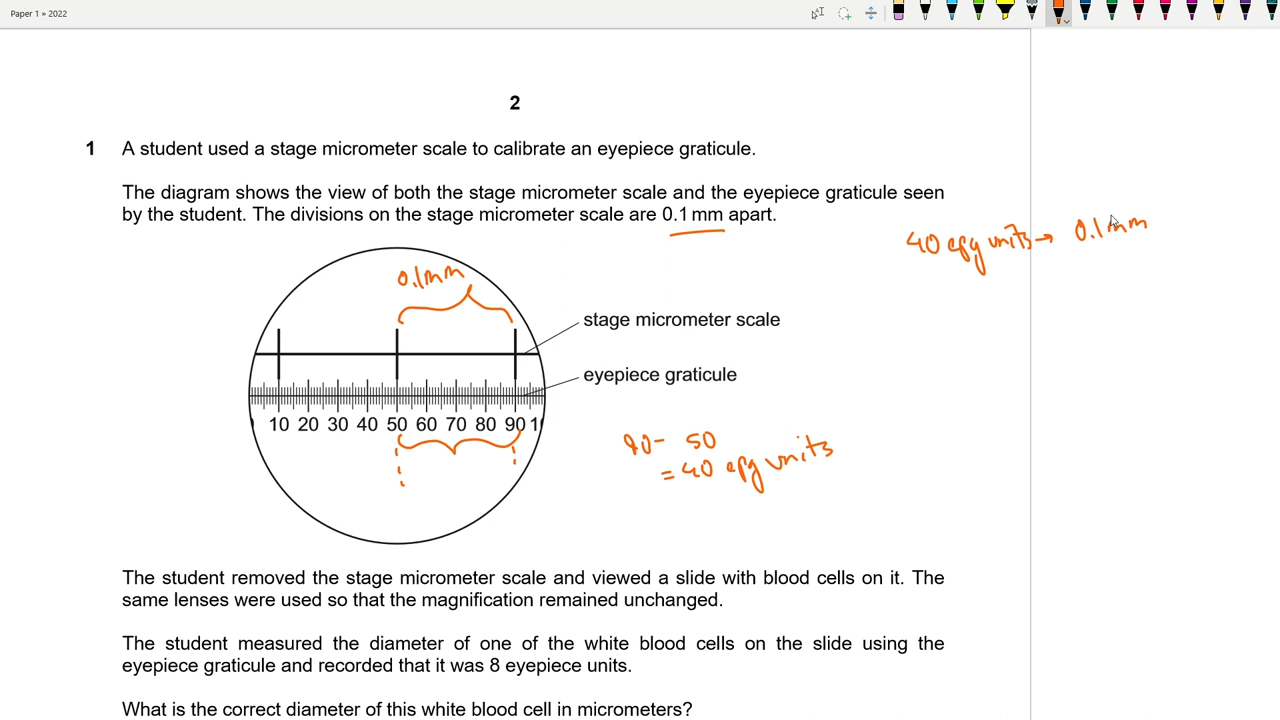 Paper 1 » 2022
2
1 A student used a stage micrometer scale to calibrate an eyepiece graticule.
The diagram shows the view of both the stage micrometer scale and the eyepiece graticule seen
by the student. The divisions on the stage micrometer scale are 0.1 mm apart.
40 epg units → 0.1mm
0.1mm
stage micrometer scale
eyepiece graticule
10 20 30 40 50 60 70 80 90 1
90 - 50
= 40 epg units
The student removed the stage micrometer scale and viewed a slide with blood cells on it. The
same lenses were used so that the magnification remained unchanged.
The student measured the diameter of one of the white blood cells on the slide using the
eyepiece graticule and recorded that it was 8 eyepiece units.
What is the correct diameter of this white blood cell in micrometers?